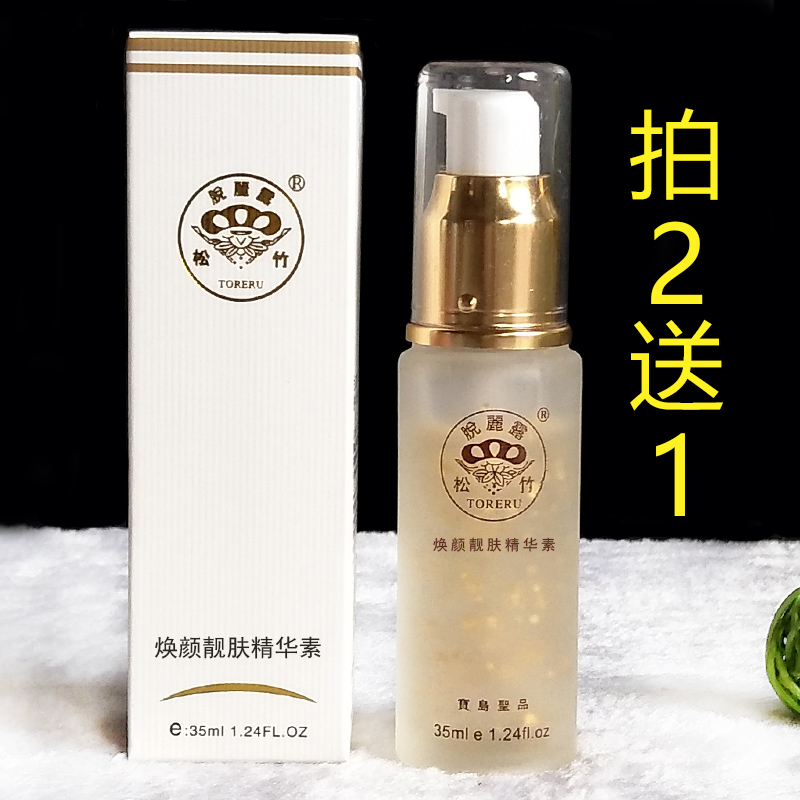 脫麗露
®
松竹
TORERU
焕颜靓肤精华素
e:35ml 1.24FL.OZ
脫麗露
®
松竹
TORERU
焕颜靓肤精华素
寶島聖品
35ml e 1.24fl.oz
拍
2
送
1